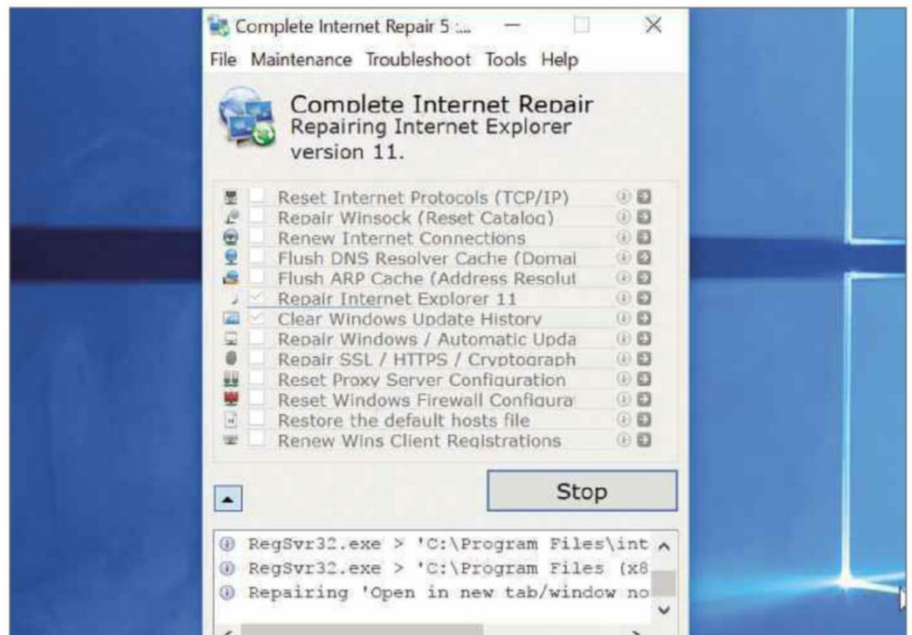 Complete Internet Repair 5 :...
File Maintenance Troubleshoot Tools Help
Complete Internet Repair
Repairing Internet Explorer
version 11.
Reset Internet Protocols (TCP/IP)
Repair Winsock (Reset Catalog)
Renew Internet Connections
Flush DNS Resolver Cache (Domai
Flush ARP Cache (Address Resolut
Repair Internet Explorer 11
Clear Windows Update History
Repair Windows / Automatic Upda
Repair SSL / HTTPS / Cryptograph
Reset Proxy Server Configuration
Reset Windows Firewall Configura
Restore the default hosts file
Renew Wins Client Registrations
Stop
RegSvr32.exe > 'C:\Program Files\int
RegSvr32.exe > 'C:\Program Files (x8
Repairing 'Open in new tab/window no